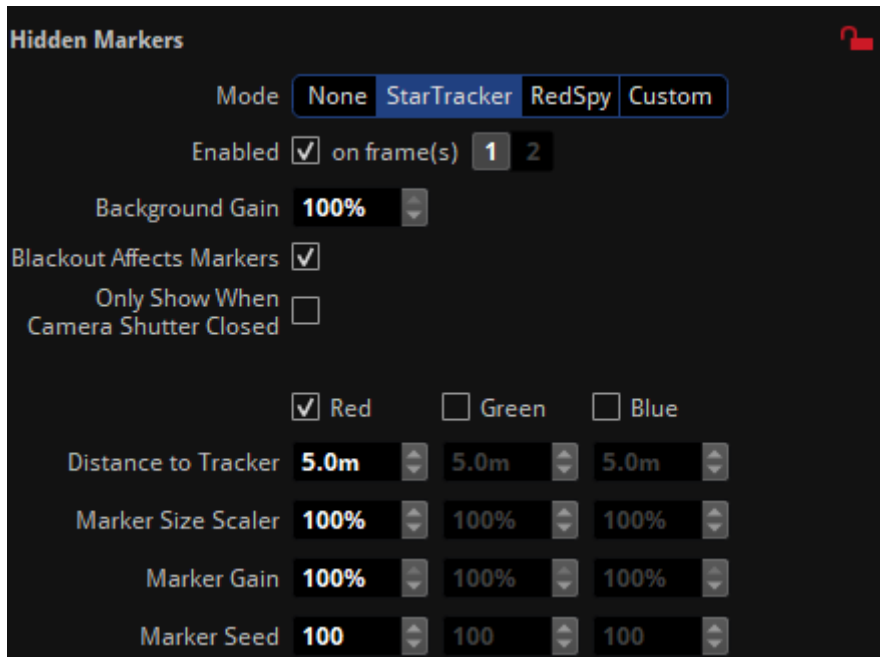 Hidden Markers
Mode None StarTracker RedSpy Custom
Enabled on frame(s) 1 2
Background Gain 100%
Blackout Affects Markers
Only Show When
Camera Shutter Closed
Red Green Blue
Distance to Tracker 5.0m 5.0m 5.0m
Marker Size Scaler 100% 100% 100%
Marker Gain 100% 100% 100%
Marker Seed 100 100 100